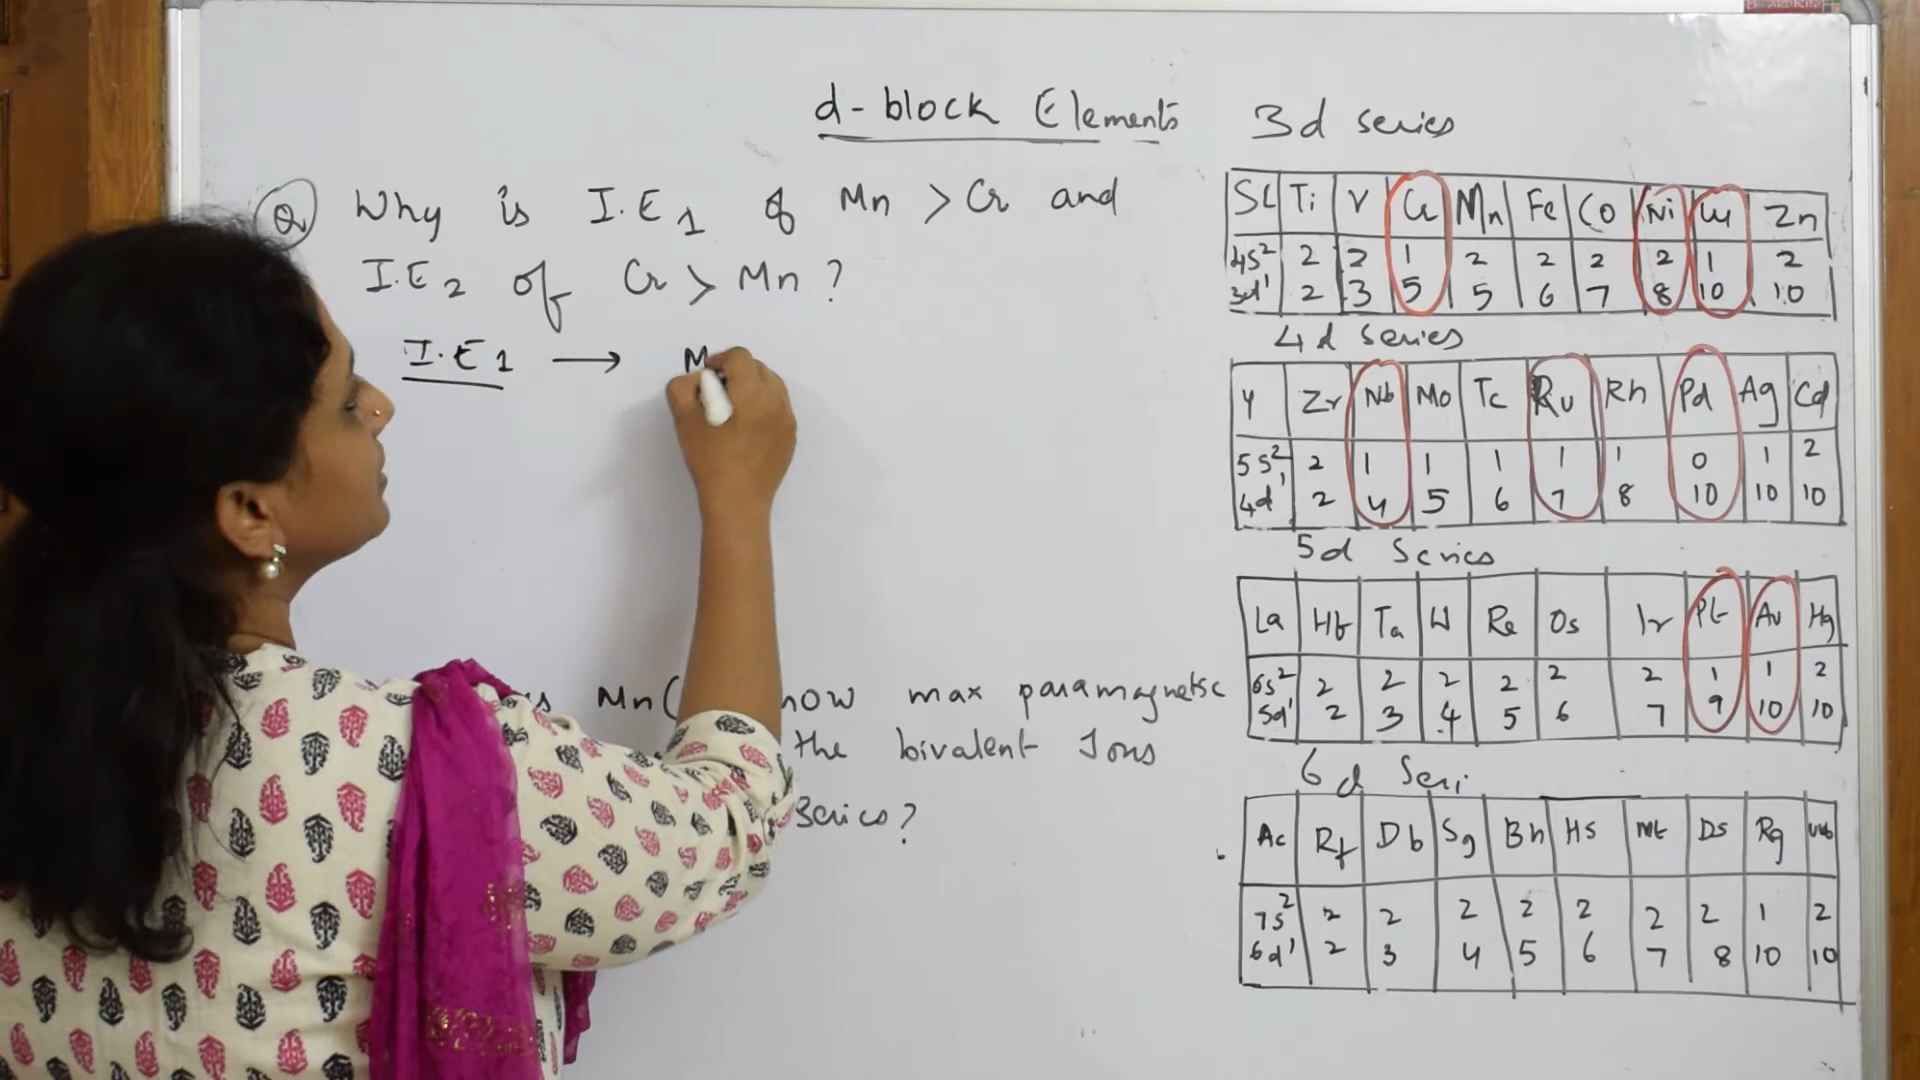 d-block Elements
Q Why is I.E1 of Mn > Cr and
I.E2 of Cr > Mn ?
I.E1 → M
Mn( how max paramagnetic
the bivalent Ions
Series?
3d series
Sc Ti V Cr Mn Fe Co Ni Cu Zn
4s² 2 2 1 2 2 2 2 1 2
3d¹ 2 3 5 5 6 7 8 10 10
4d series
Y Zr Nb Mo Tc Ru Rh Pd Ag Cd
5s² 2 1 1 1 1 1 0 1 2
4d¹ 2 4 5 6 7 8 10 10 10
5d Series
La Hf Ta W Re Os Ir Pt Au Hg
6s² 2 2 2 2 2 2 1 1 2
5d¹ 2 3 4 5 6 7 9 10 10
6d Seri
Ac Rf Db Sg Bh Hs Mt Ds Rg Uub
7s² 2 2 2 2 2 2 2 1 2
6d¹ 2 3 4 5 6 7 8 10 10